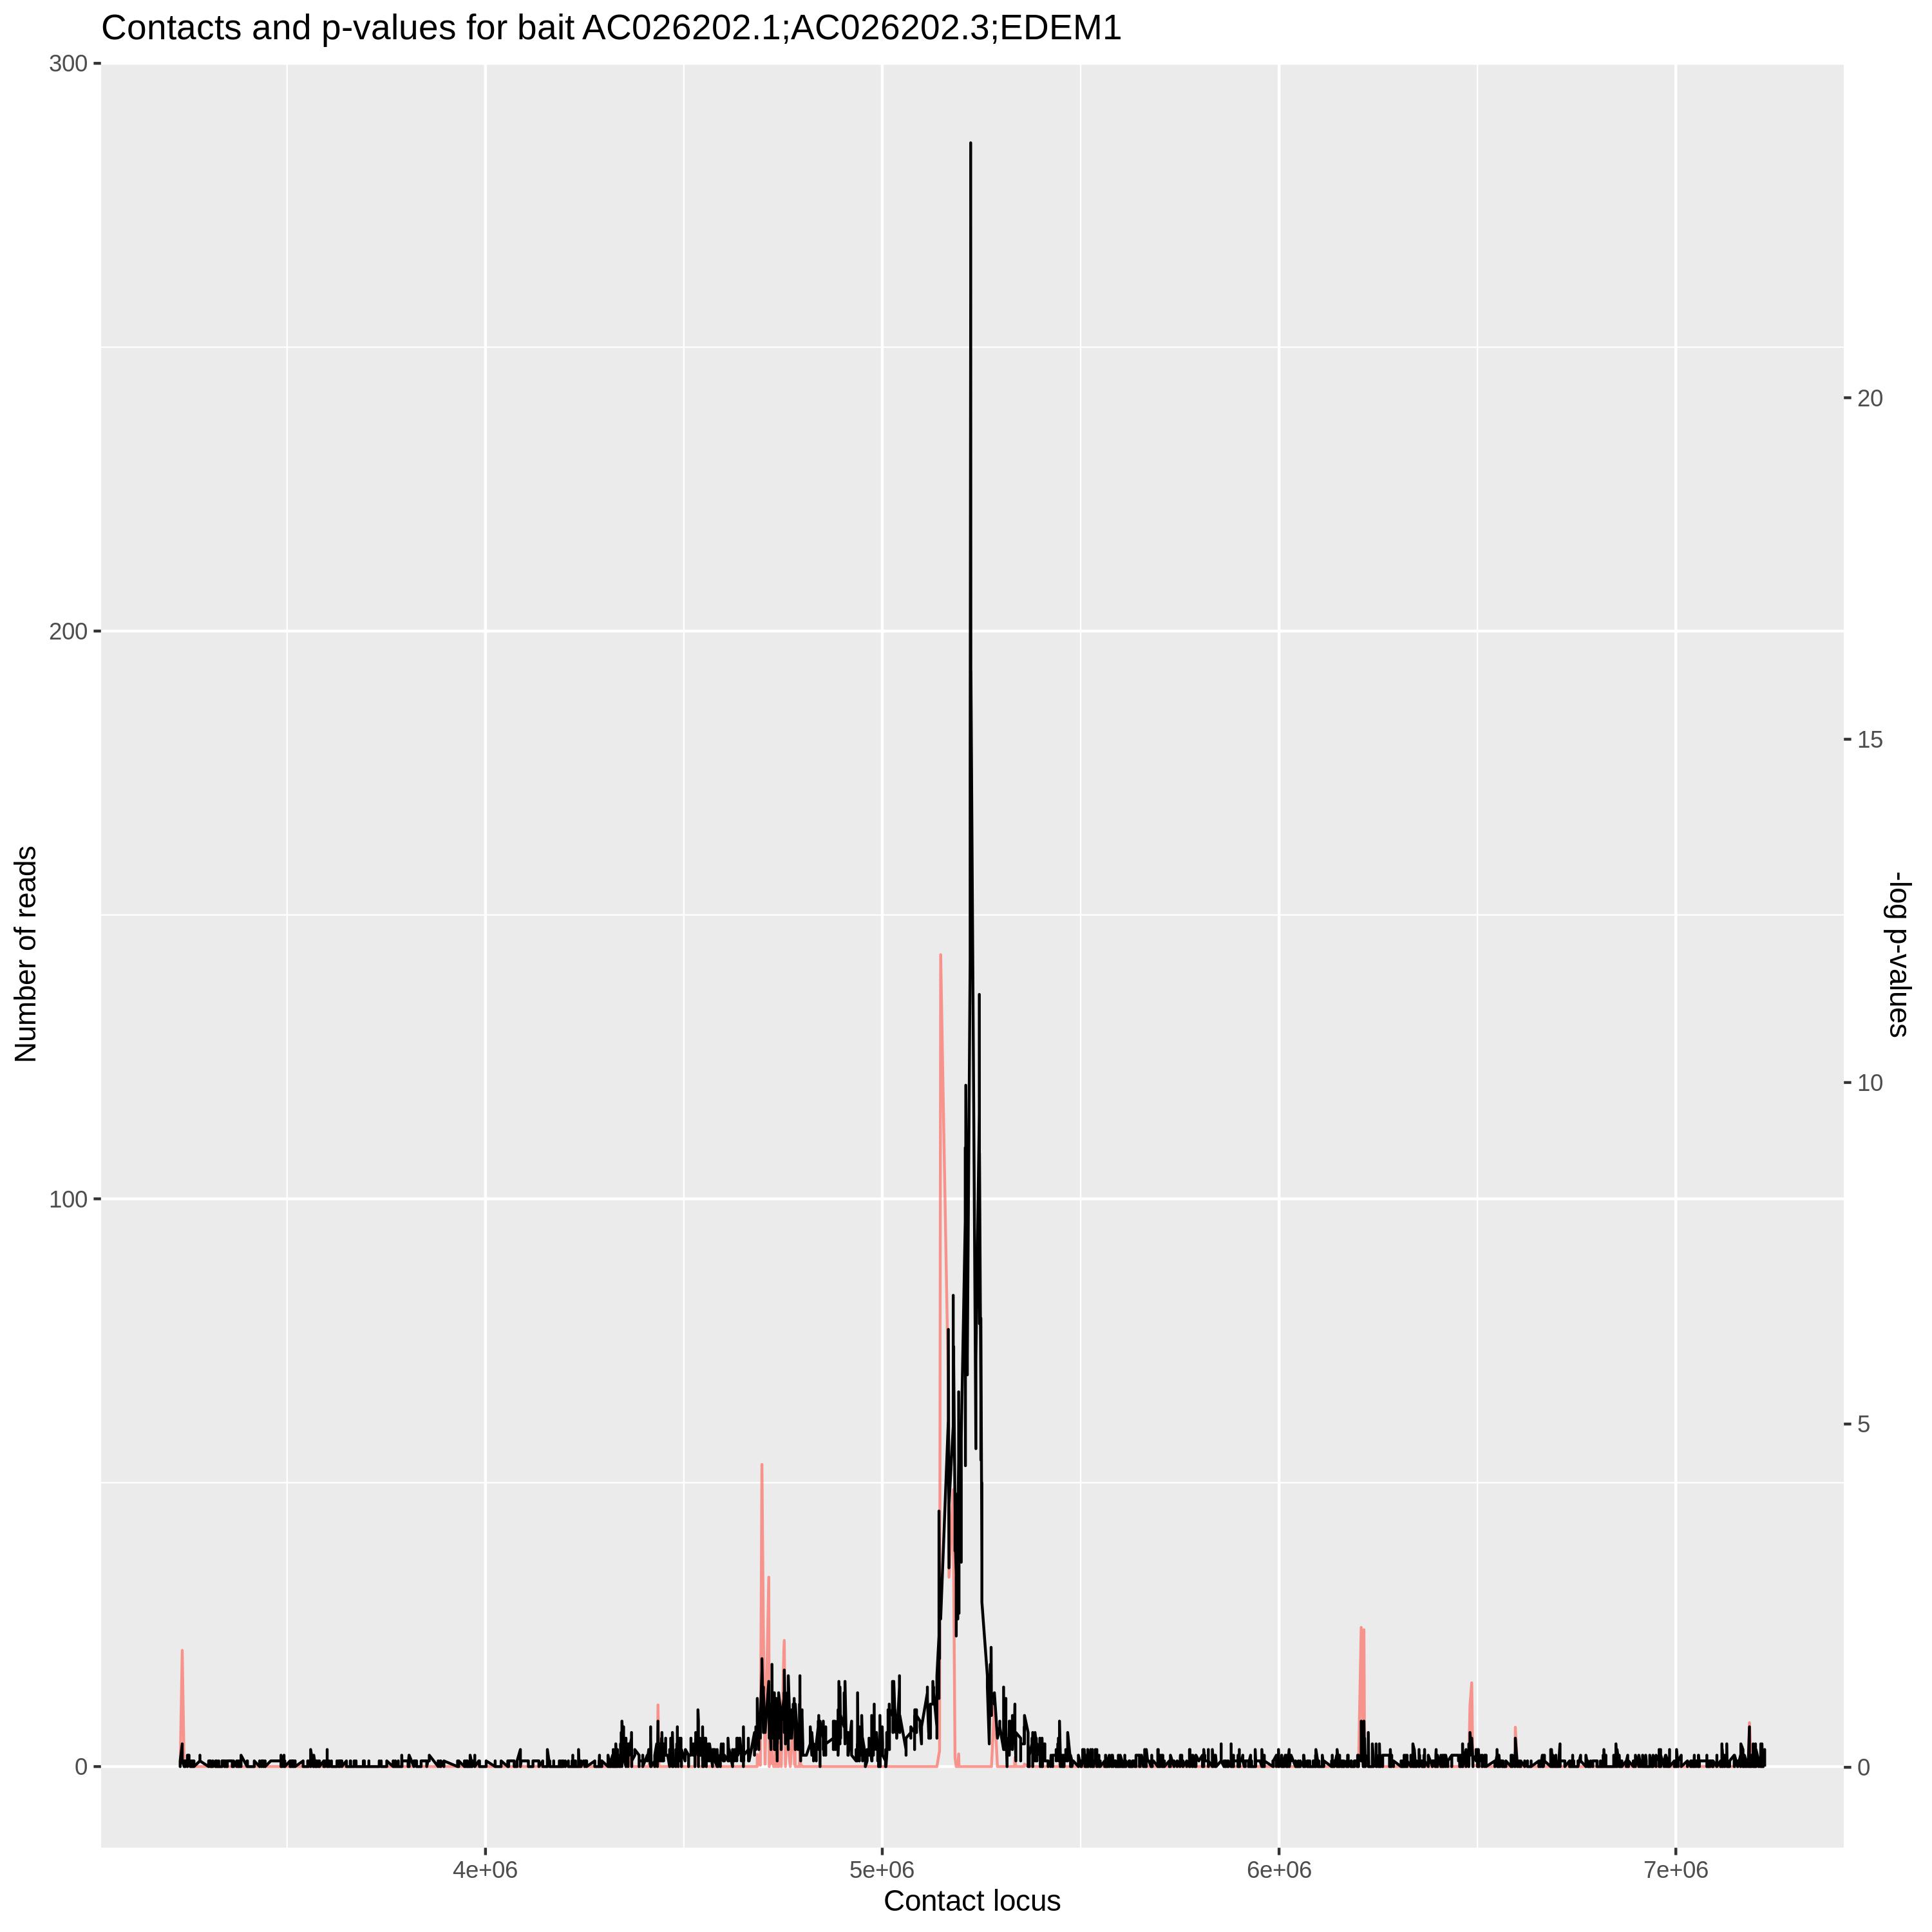 Contacts and p-values for bait AC026202.1;AC026202.3;EDEM1
300
200
100
0
Number of reads
20
15
10
5
0
-log p-values
4e+06
5e+06
6e+06
7e+06
Contact locus